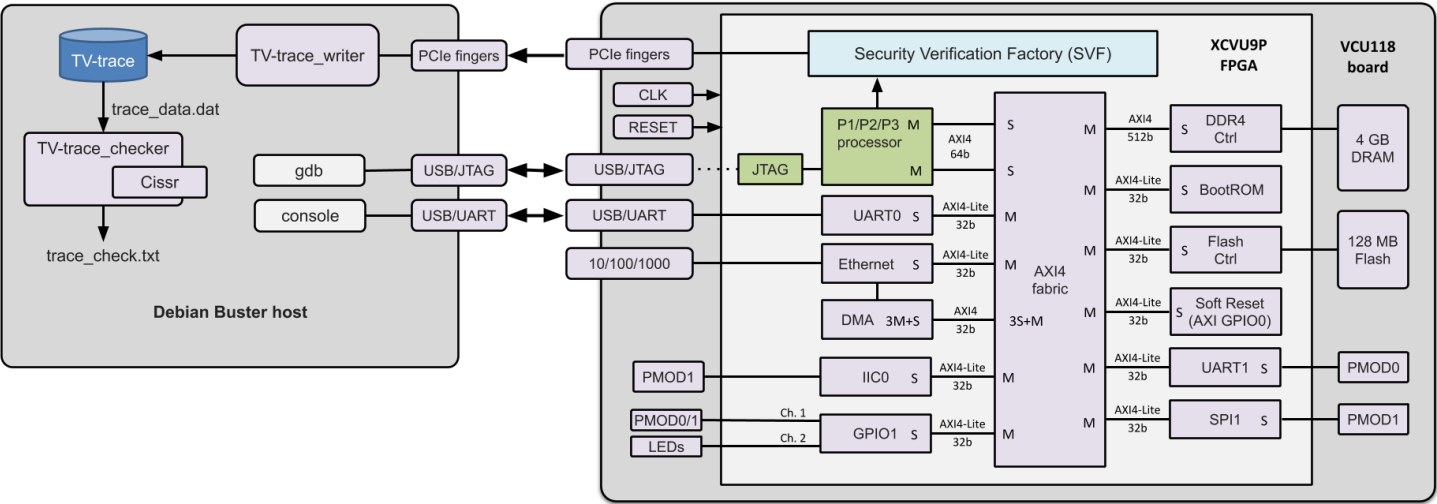 TV-trace
TV-trace_writer
PCIe fingers
trace_data.dat
TV-trace_checker
Cissr
trace_check.txt
gdb
USB/JTAG
console
USB/UART
Debian Buster host
PCIe fingers
CLK
RESET
USB/JTAG
USB/UART
10/100/1000
PMOD1
PMOD0/1
LEDs
Ch. 1
Ch. 2
Security Verification Factory (SVF)
XCVU9P
FPGA
VCU118
board
JTAG
P1/P2/P3 M
processor
M
AXI4
64b
S
S
UART0 S
AXI4-Lite
32b
M
Ethernet S
AXI4-Lite
32b
M
DMA 3M+S
AXI4
32b
3S+M
IIC0 S
AXI4-Lite
32b
M
GPIO1 S
AXI4-Lite
32b
M
AXI4
fabric
M
AXI4
512b
S
DDR4
Ctrl
4 GB
DRAM
M
AXI4-Lite
32b
S BootROM
M
AXI4-Lite
32b
S
Flash
Ctrl
128 MB
Flash
M
AXI4-Lite
32b
S
Soft Reset
(AXI GPIO0)
M
AXI4-Lite
32b
UART1 S
PMOD0
M
AXI4-Lite
32b
SPI1 S
PMOD1